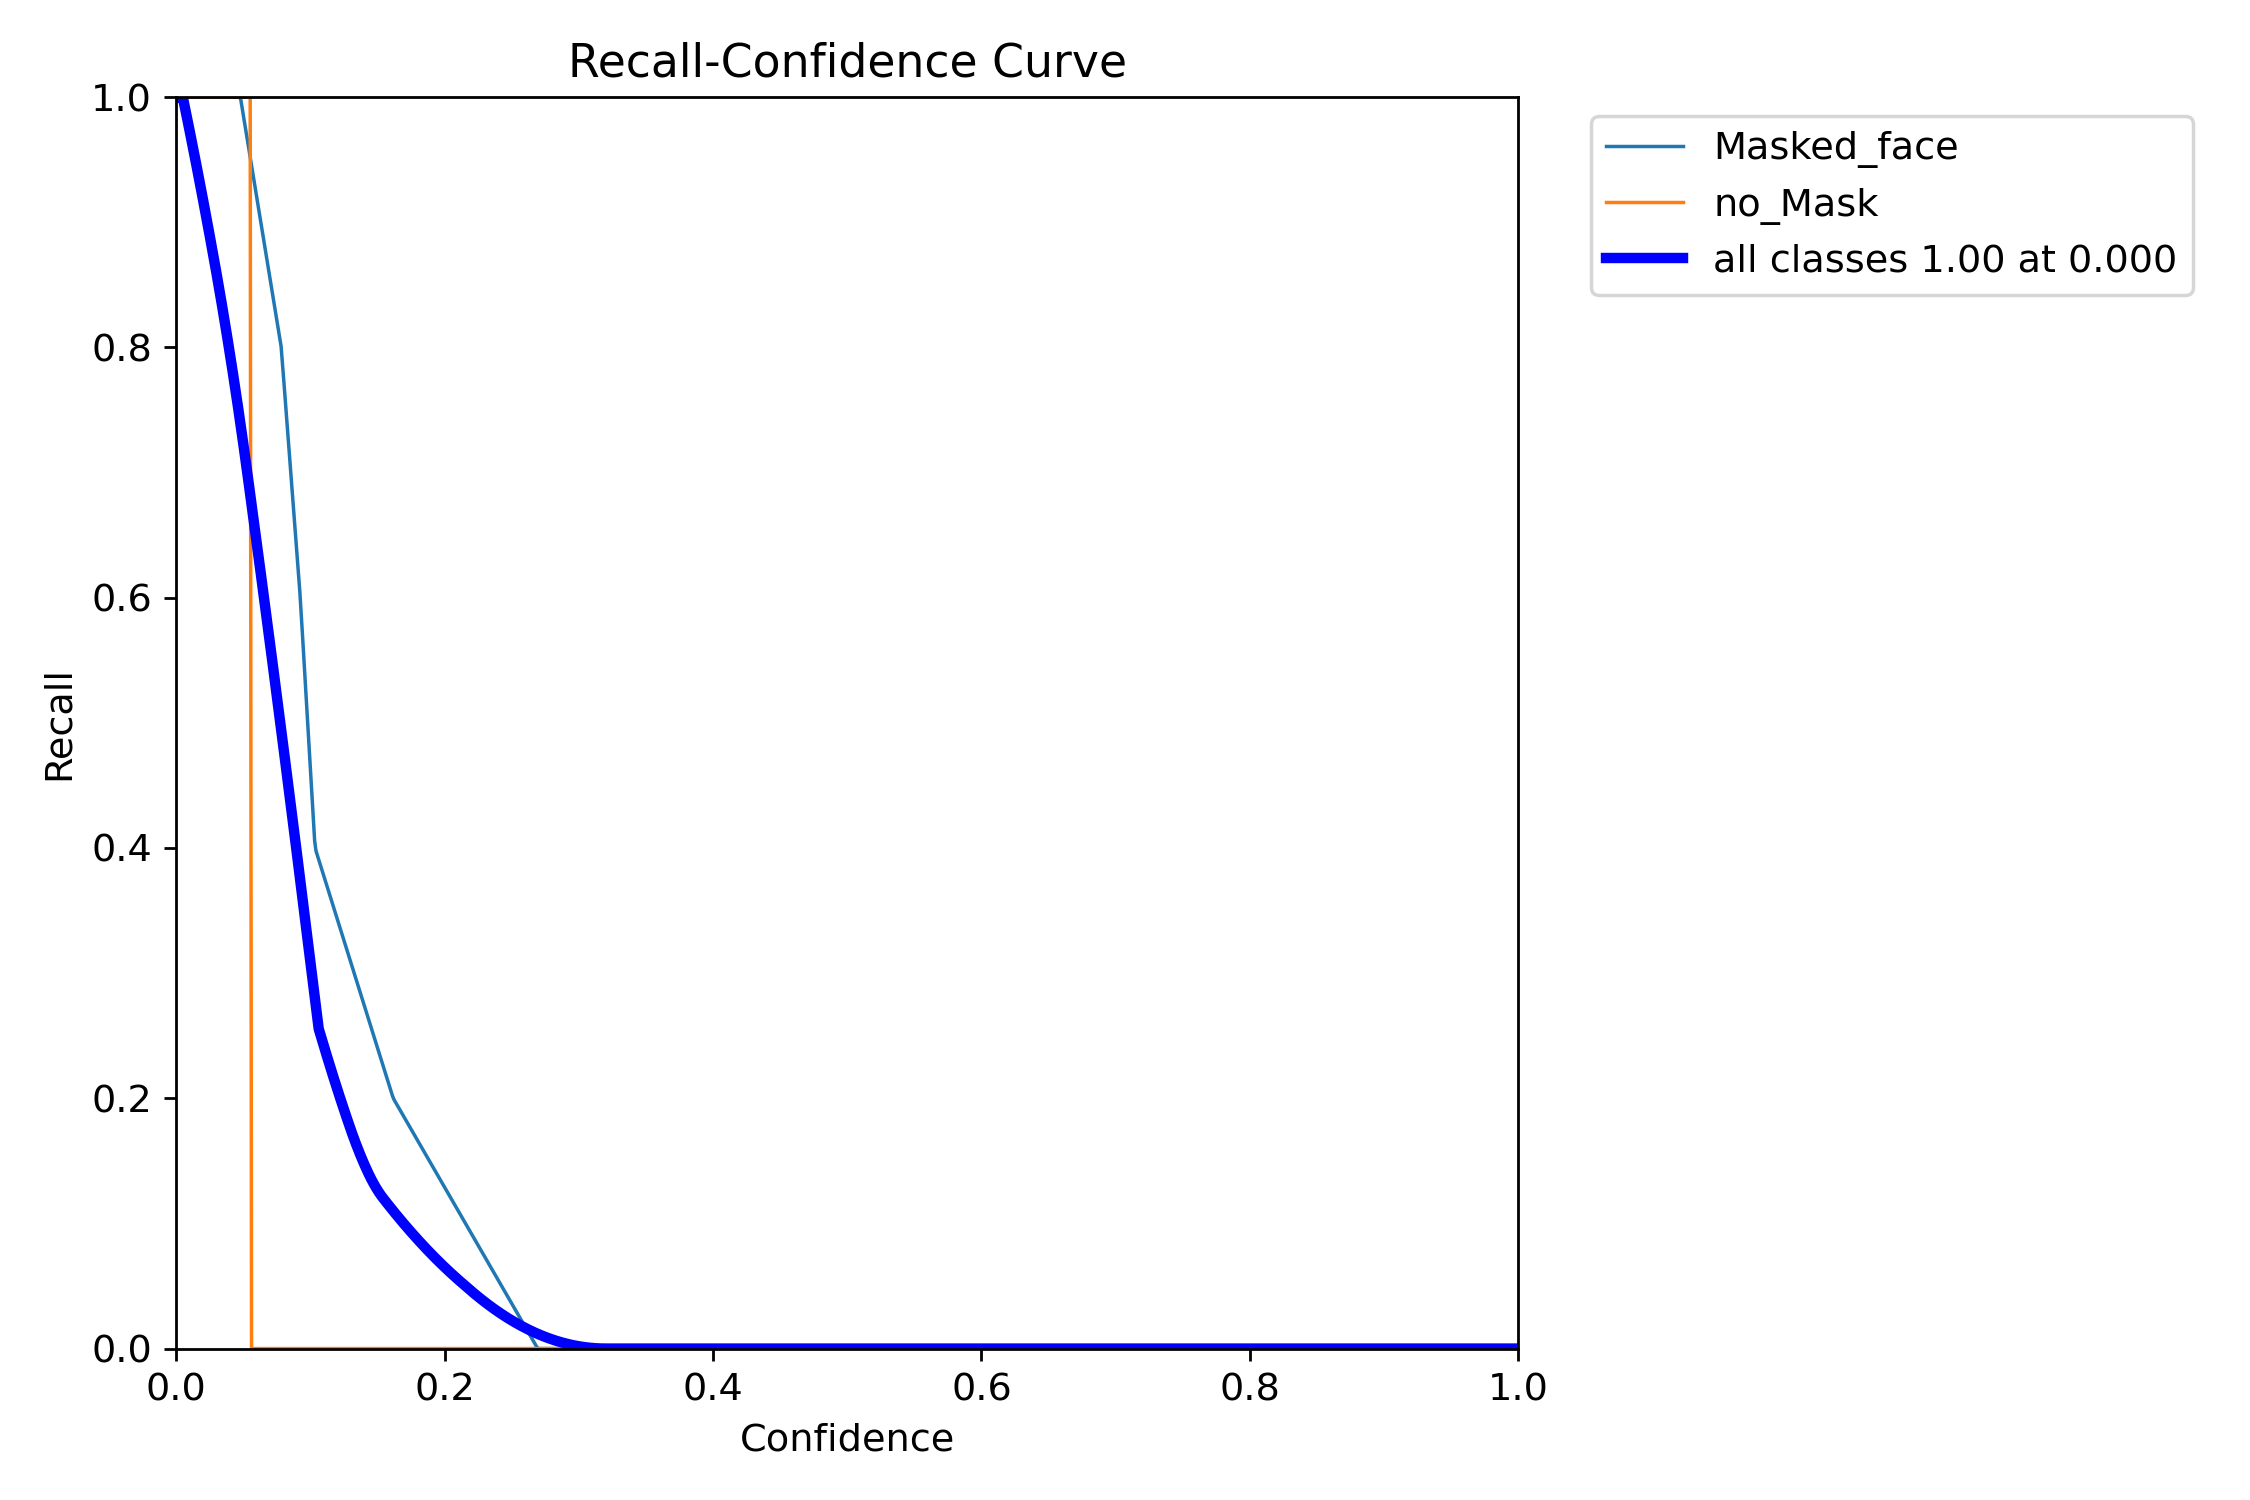 Recall-Confidence Curve
1.0
0.8
0.6
0.4
0.2
0.0
Recall
0.0 0.2 0.4 0.6 0.8 1.0
Confidence
Masked_face
no_Mask
all classes 1.00 at 0.000